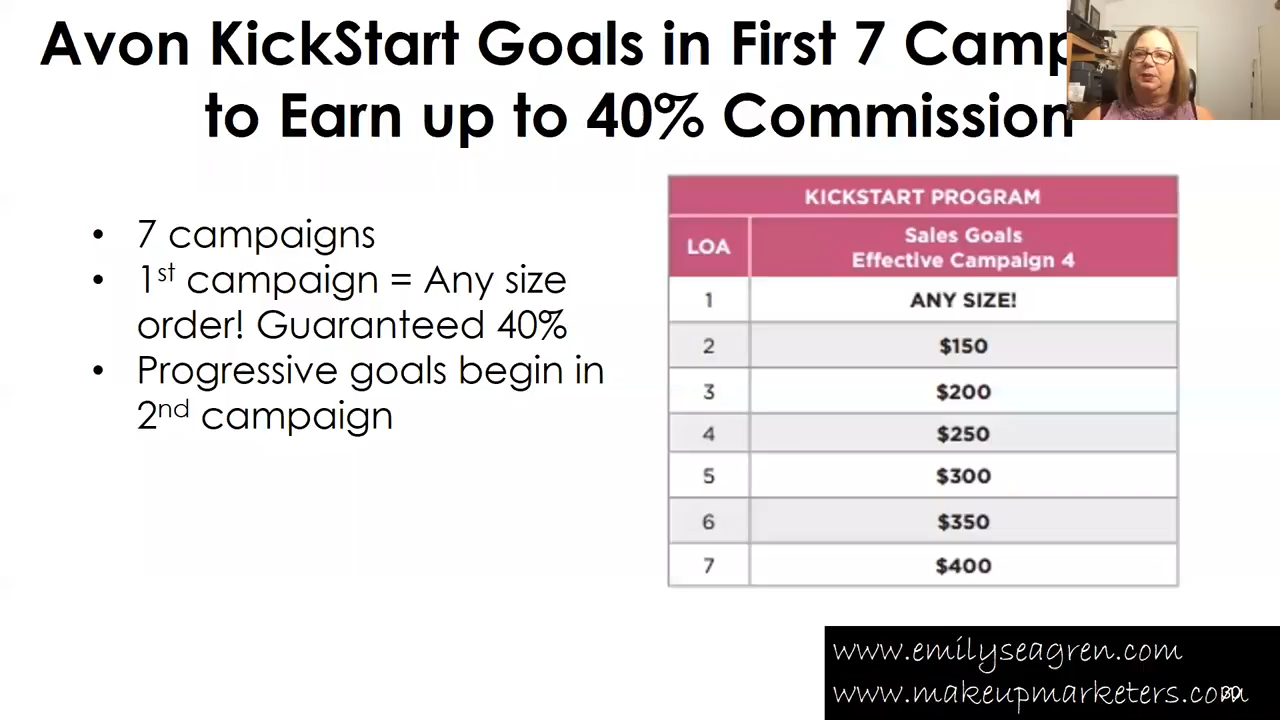 Avon KickStart Goals in First 7 Camp
to Earn up to 40% Commission
• 7 campaigns
• 1st campaign = Any size
order! Guaranteed 40%
• Progressive goals begin in
2nd campaign
KICKSTART PROGRAM
LOA
Sales Goals
Effective Campaign 4
1 ANY SIZE!
2 $150
3 $200
4 $250
5 $300
6 $350
7 $400
www.emilyseagren.com
www.makeupmarketers.com